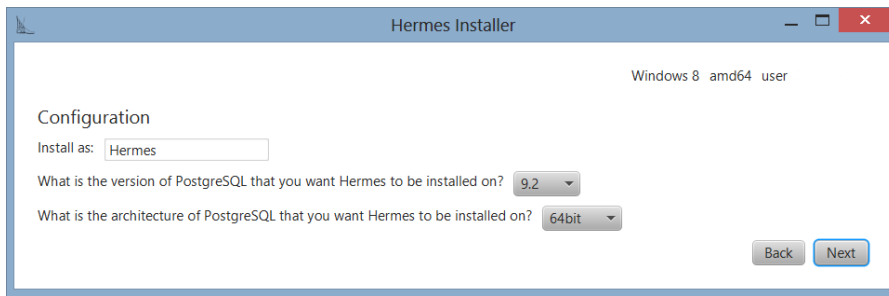 Hermes Installer
Windows 8 amd64 user
Configuration
Install as: Hermes
What is the version of PostgreSQL that you want Hermes to be installed on? 9.2
What is the architecture of PostgreSQL that you want Hermes to be installed on? 64bit
Back Next